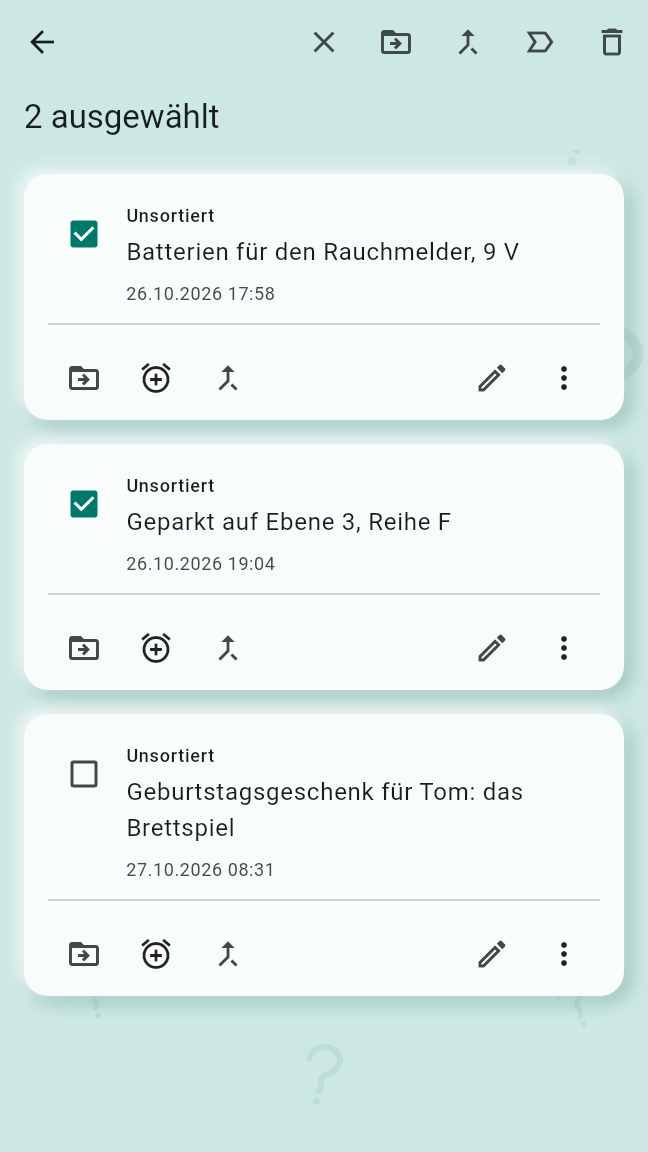 2 ausgewählt
Unsortiert
Batterien für den Rauchmelder, 9 V
26.10.2026 17:58
Unsortiert
Geparkt auf Ebene 3, Reihe F
26.10.2026 19:04
Unsortiert
Geburtstagsgeschenk für Tom: das
Brettspiel
27.10.2026 08:31